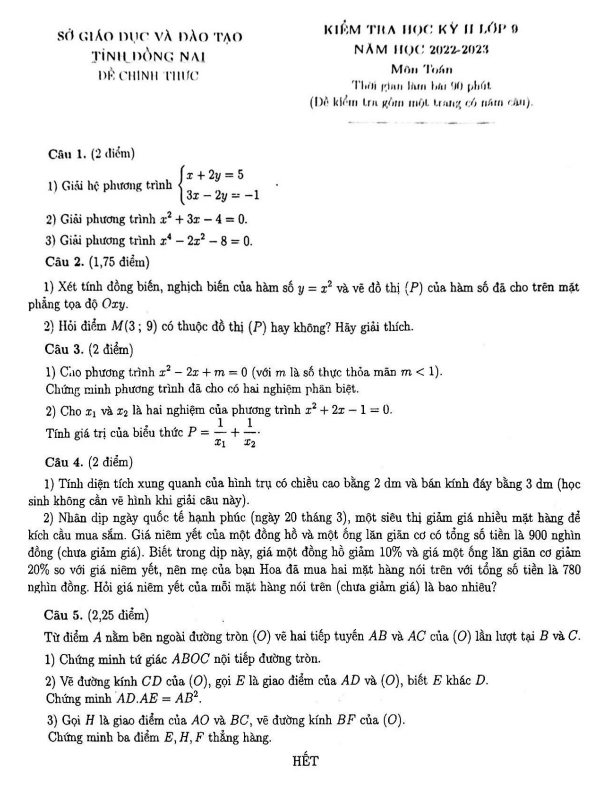 SỞ GIÁO DỤC VÀ ĐÀO TẠO
TỈNH ĐỒNG NAI
ĐỀ CHÍNH THỨC
KIỂM TRA HỌC KỲ II LỚP 9
NĂM HỌC 2022-2023
Môn Toán
Thời gian làm bài 90 phút
(Đề kiểm tra gồm một trang có năm câu).
Câu 1. (2 điểm)
1) Giải hệ phương trình { x + 2y = 5
3x − 2y = −1
2) Giải phương trình x² + 3x − 4 = 0.
3) Giải phương trình x⁴ − 2x² − 8 = 0.
Câu 2. (1,75 điểm)
1) Xét tính đồng biến, nghịch biến của hàm số y = x² và vẽ đồ thị (P) của hàm số đã cho trên mặt
phẳng tọa độ Oxy.
2) Hỏi điểm M(3 ; 9) có thuộc đồ thị (P) hay không? Hãy giải thích.
Câu 3. (2 điểm)
1) Cho phương trình x² − 2x + m = 0 (với m là số thực thỏa mãn m < 1).
Chứng minh phương trình đã cho có hai nghiệm phân biệt.
2) Cho x₁ và x₂ là hai nghiệm của phương trình x² + 2x − 1 = 0.
Tính giá trị của biểu thức P = 1/x₁ + 1/x₂.
Câu 4. (2 điểm)
1) Tính diện tích xung quanh của hình trụ có chiều cao bằng 2 dm và bán kính đáy bằng 3 dm (học
sinh không cần vẽ hình khi giải câu này).
2) Nhân dịp ngày quốc tế hạnh phúc (ngày 20 tháng 3), một siêu thị giảm giá nhiều mặt hàng để
kích cầu mua sắm. Giá niêm yết của một đồng hồ và một ống lăn giãn cơ có tổng số tiền là 900 nghìn
đồng (chưa giảm giá). Biết trong dịp này, giá một đồng hồ giảm 10% và giá một ống lăn giãn cơ giảm
20% so với giá niêm yết, nên mẹ của bạn Hoa đã mua hai mặt hàng nói trên với tổng số tiền là 780
nghìn đồng. Hỏi giá niêm yết của mỗi mặt hàng nói trên (chưa giảm giá) là bao nhiêu?
Câu 5. (2,25 điểm)
Từ điểm A nằm bên ngoài đường tròn (O) vẽ hai tiếp tuyến AB và AC của (O) lần lượt tại B và C.
1) Chứng minh tứ giác ABOC nội tiếp đường tròn.
2) Vẽ đường kính CD của (O), gọi E là giao điểm của AD và (O), biết E khác D.
Chứng minh AD.AE = AB².
3) Gọi H là giao điểm của AO và BC, vẽ đường kính BF của (O).
Chứng minh ba điểm E, H, F thẳng hàng.
HẾT